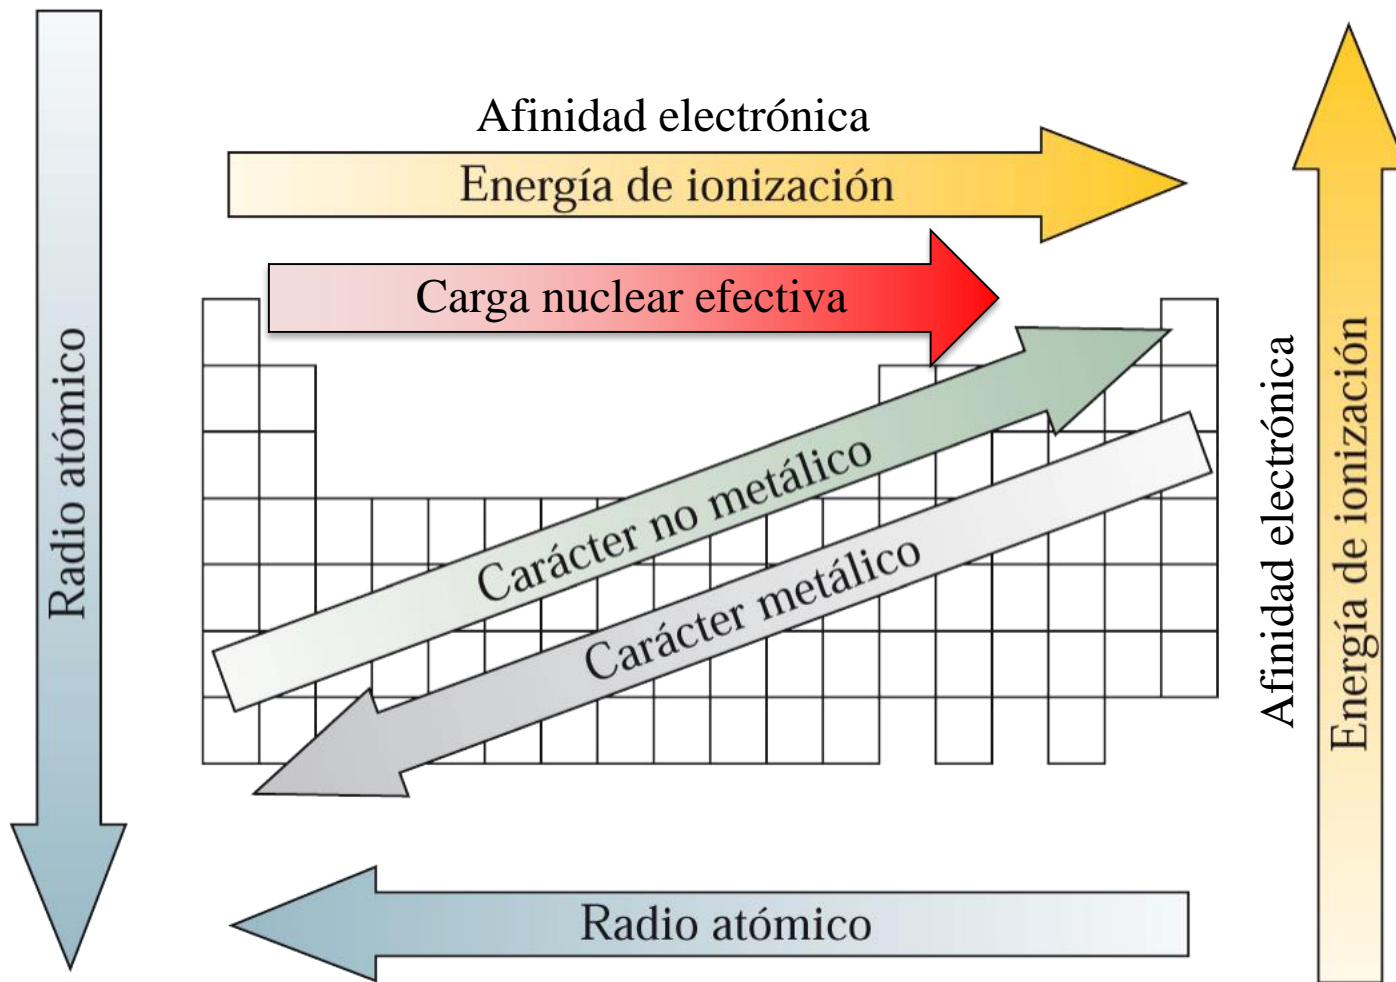 Afinidad electrónica
Energía de ionización
Carga nuclear efectiva
Radio atómico
Carácter no metálico
Carácter metálico
Afinidad electrónica
Energía de ionización
Radio atómico